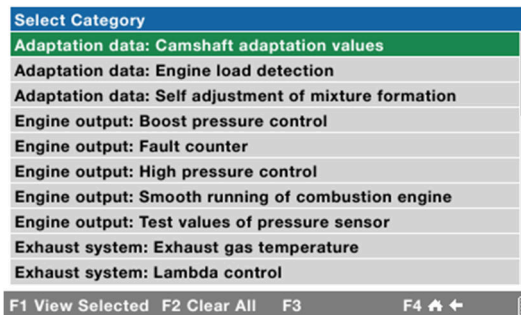 Select Category
Adaptation data: Camshaft adaptation values
Adaptation data: Engine load detection
Adaptation data: Self adjustment of mixture formation
Engine output: Boost pressure control
Engine output: Fault counter
Engine output: High pressure control
Engine output: Smooth running of combustion engine
Engine output: Test values of pressure sensor
Exhaust system: Exhaust gas temperature
Exhaust system: Lambda control
F1 View Selected F2 Clear All F3 F4